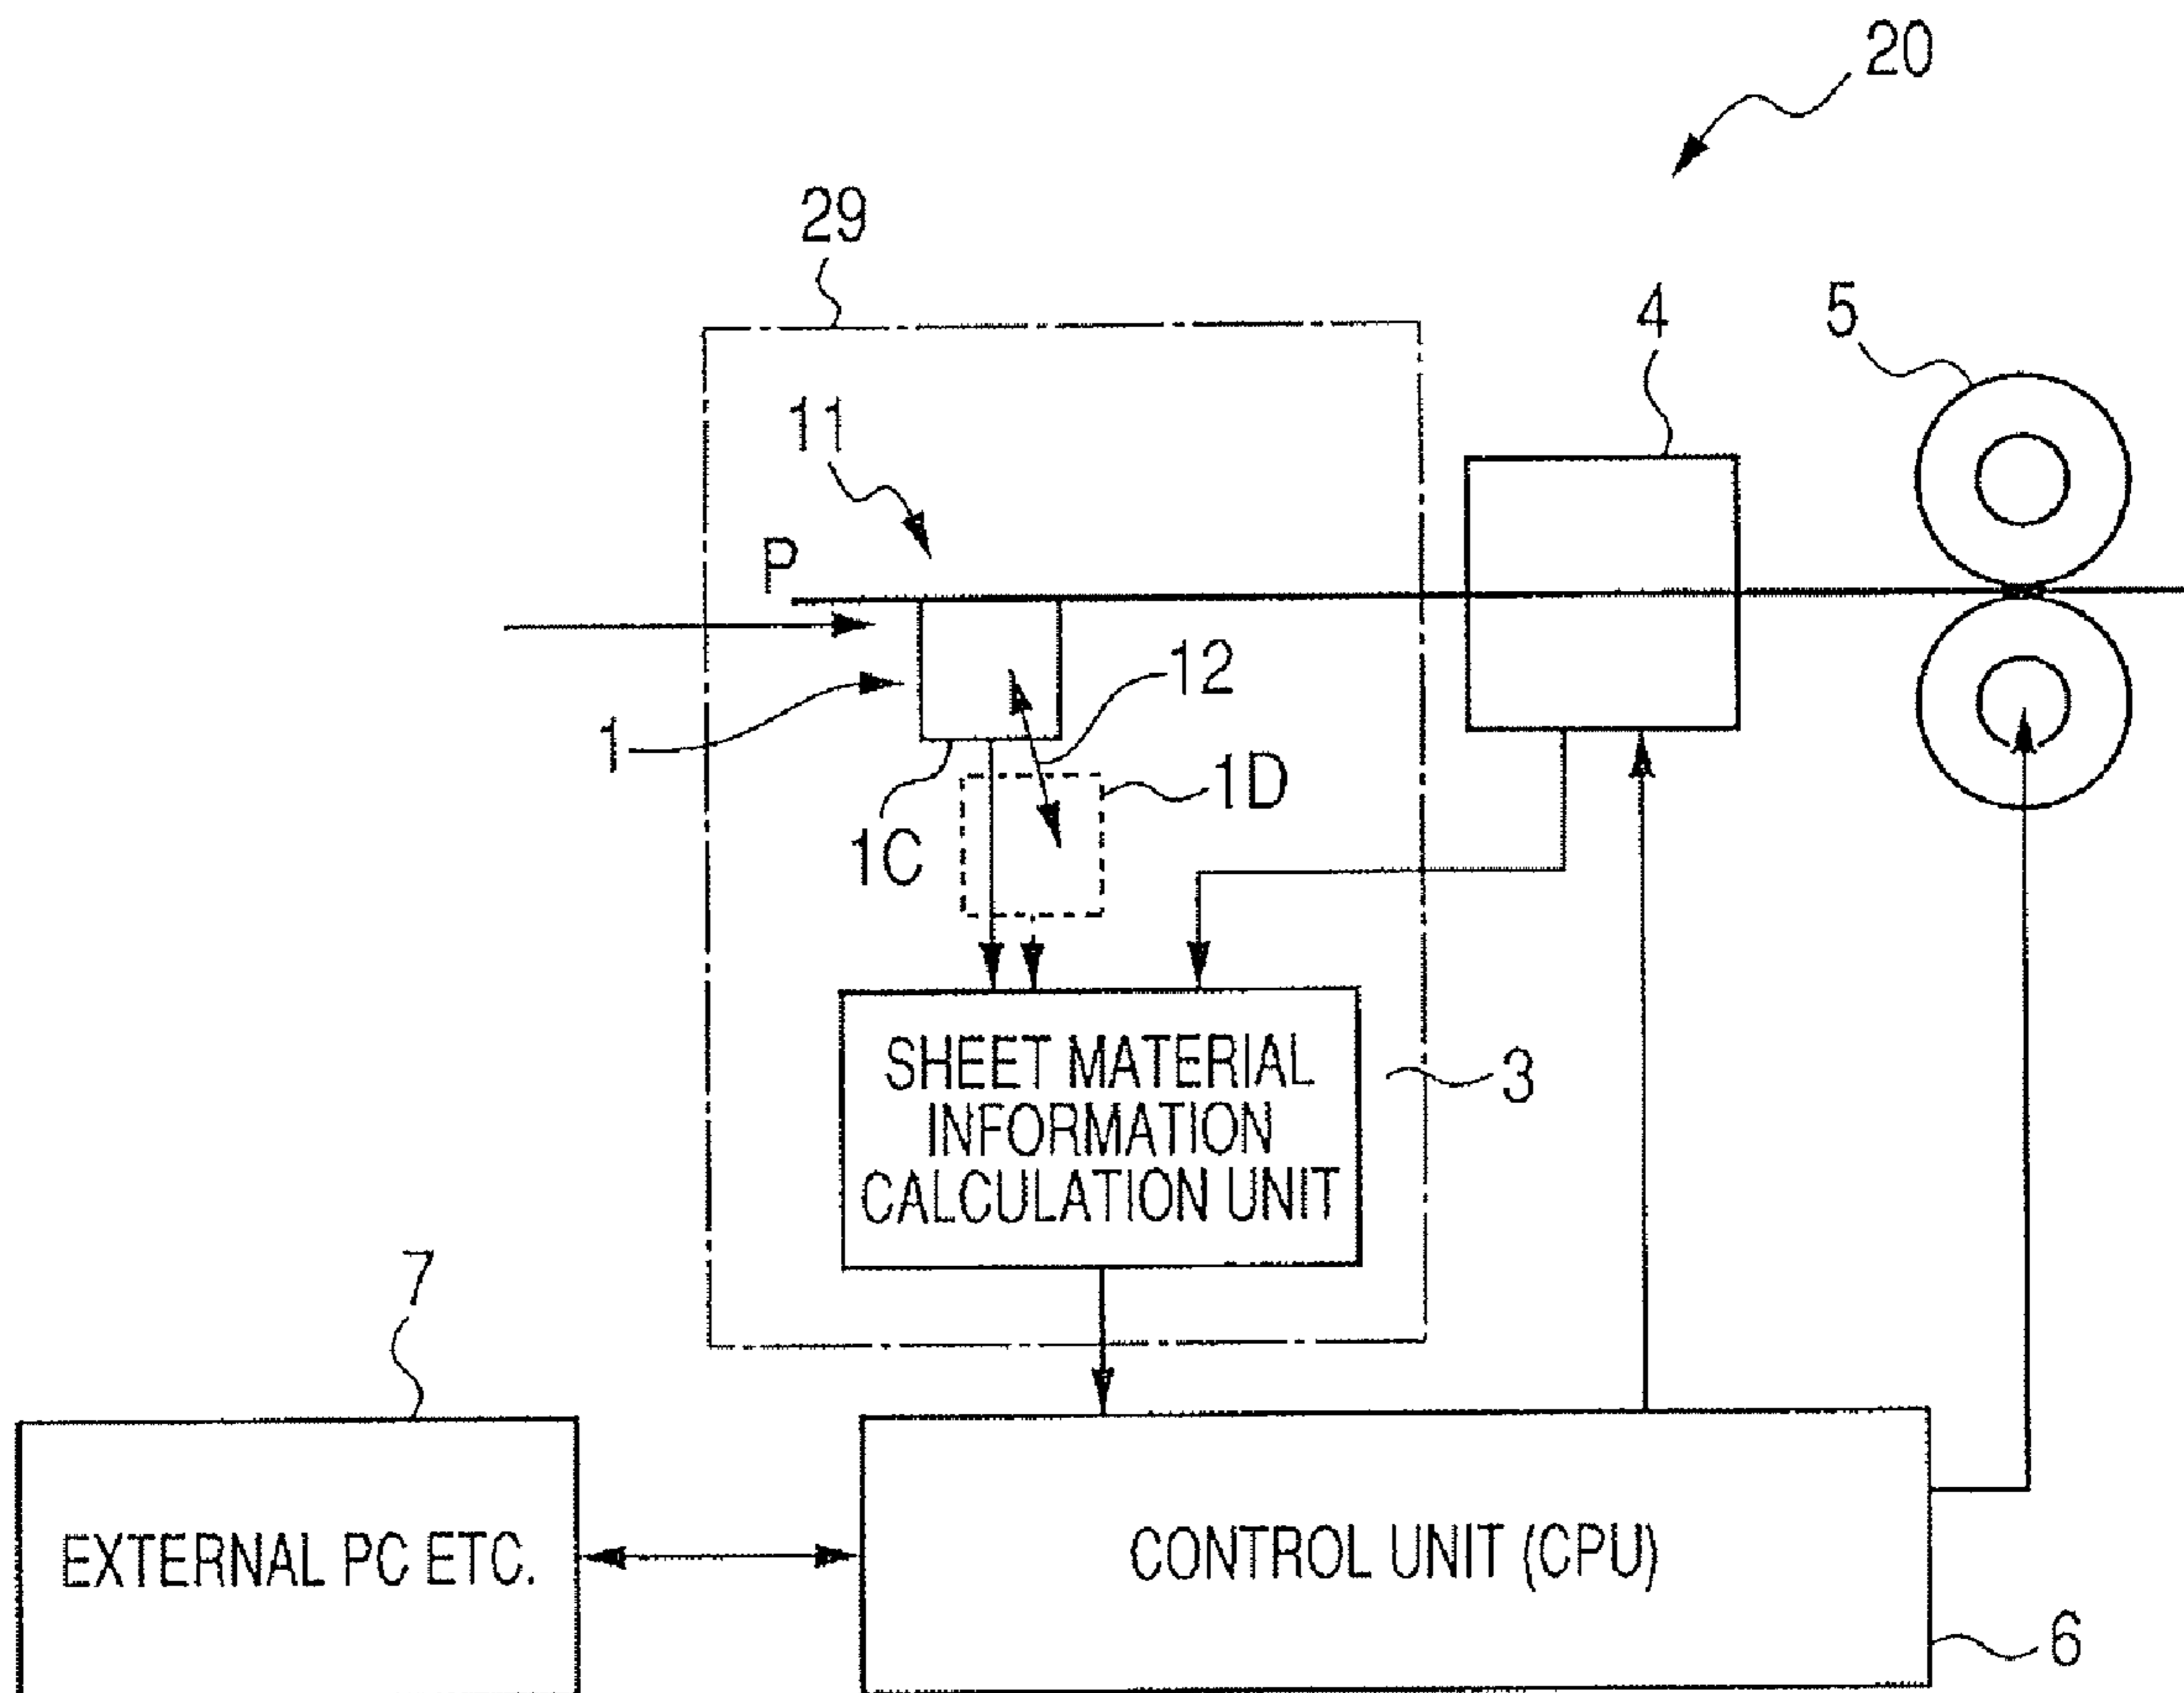 20
29
4
5
11
P
12
1
1D
1C
SHEET MATERIAL
INFORMATION
CALCULATION UNIT
3
7
EXTERNAL PC ETC.
CONTROL UNIT (CPU)
6